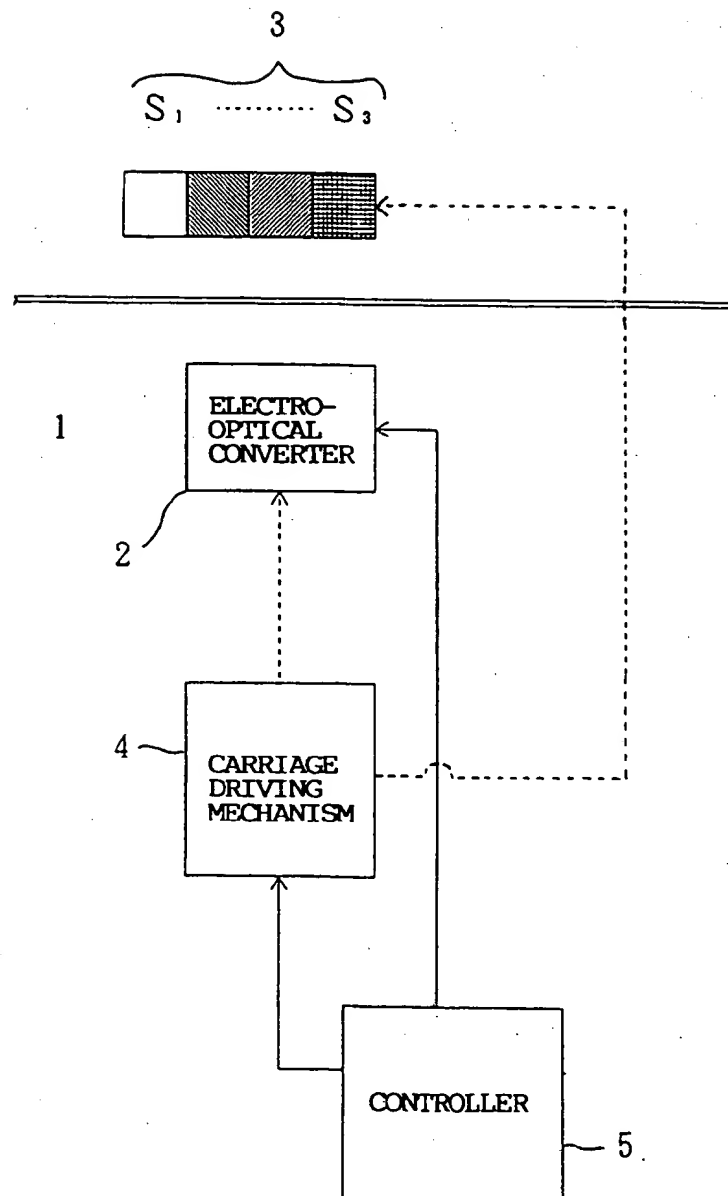 3
S₁ ········ S₃
1
ELECTRO-
OPTICAL
CONVERTER
2
4
CARRIAGE
DRIVING
MECHANISM
CONTROLLER
5